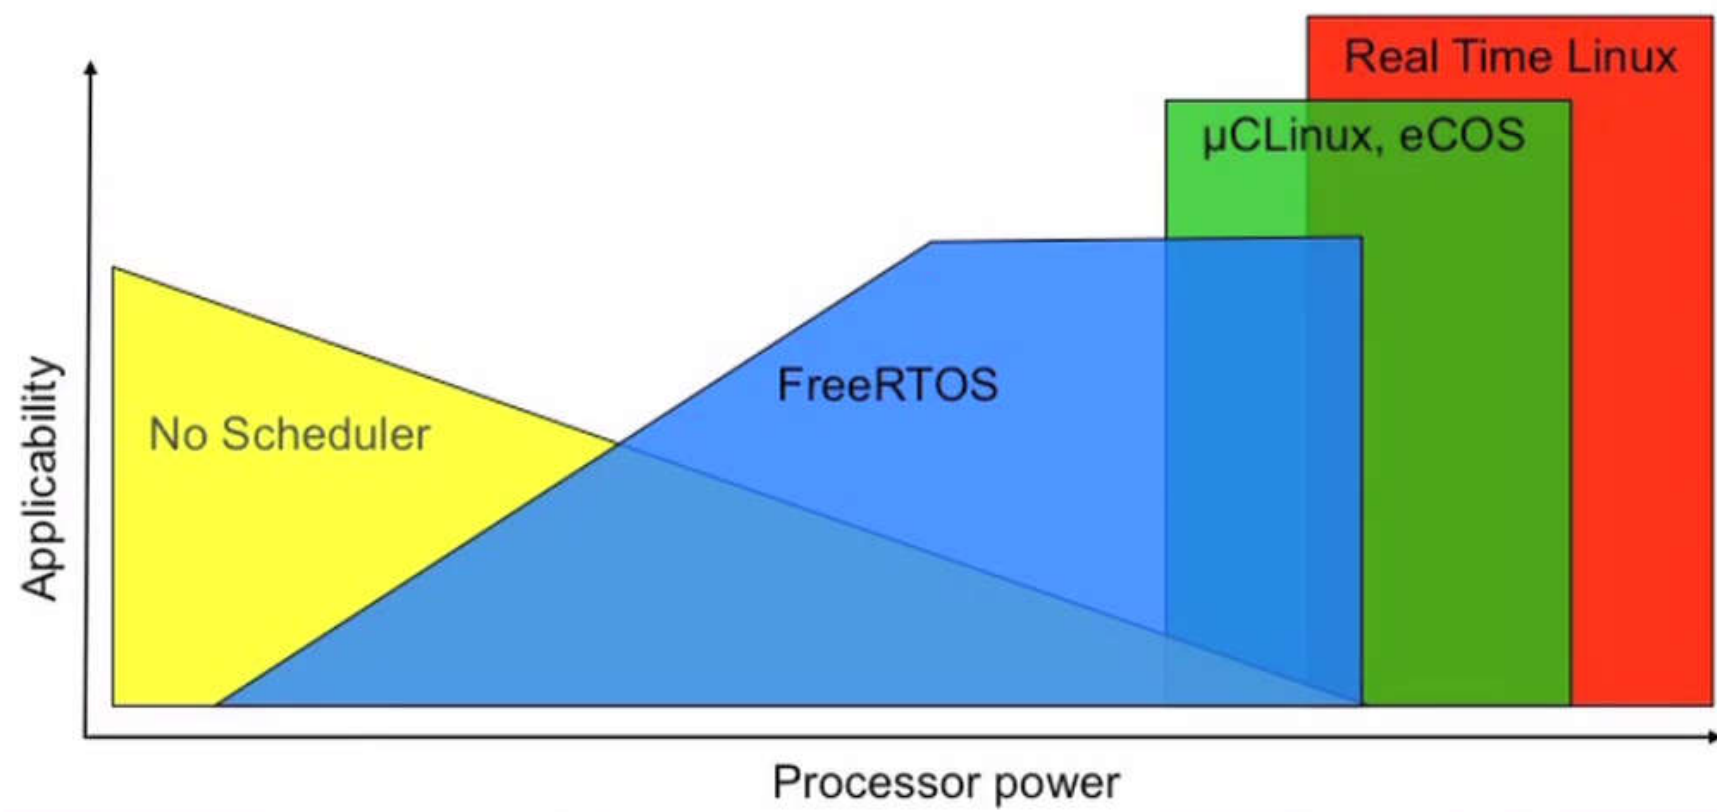 Real Time Linux
µCLinux, eCOS
FreeRTOS
No Scheduler
Applicability
Processor power